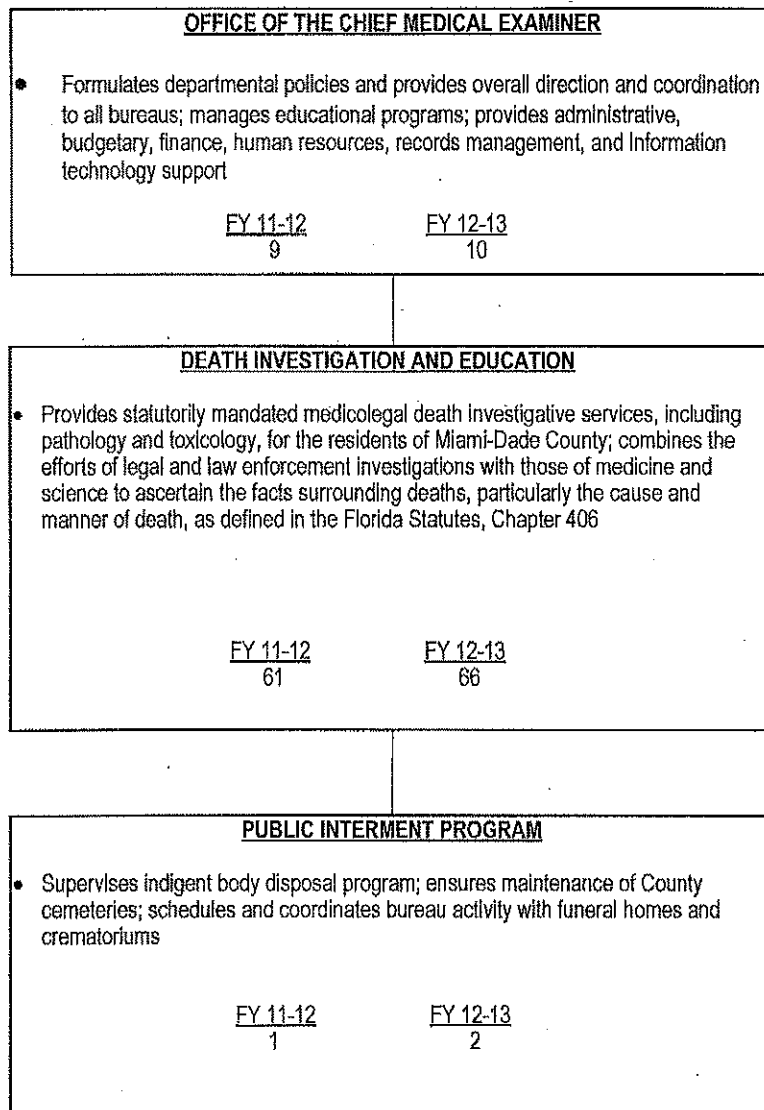 OFFICE OF THE CHIEF MEDICAL EXAMINER
• Formulates departmental policies and provides overall direction and coordination
to all bureaus; manages educational programs; provides administrative,
budgetary, finance, human resources, records management, and Information
technology support
FY 11-12 FY 12-13
9 10
DEATH INVESTIGATION AND EDUCATION
• Provides statutorily mandated medicolegal death investigative services, including
pathology and toxicology, for the residents of Miami-Dade County; combines the
efforts of legal and law enforcement investigations with those of medicine and
science to ascertain the facts surrounding deaths, particularly the cause and
manner of death, as defined in the Florida Statutes, Chapter 406
FY 11-12 FY 12-13
61 66
PUBLIC INTERMENT PROGRAM
• Supervises indigent body disposal program; ensures maintenance of County
cemeteries; schedules and coordinates bureau activity with funeral homes and
crematoriums
FY 11-12 FY 12-13
1 2